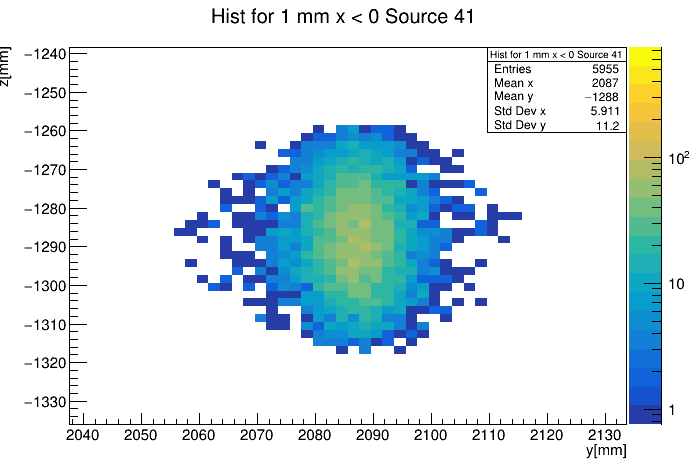 Hist for 1 mm x < 0 Source 41
z[mm]
Hist for 1 mm x < 0 Source 41
Entries 5955
Mean x 2087
Mean y −1288
Std Dev x 5.911
Std Dev y 11.2
−1240
−1250
−1260
−1270
−1280
−1290
−1300
−1310
−1320
−1330
10²
10
1
2040 2050 2060 2070 2080 2090 2100 2110 2120 2130
y[mm]